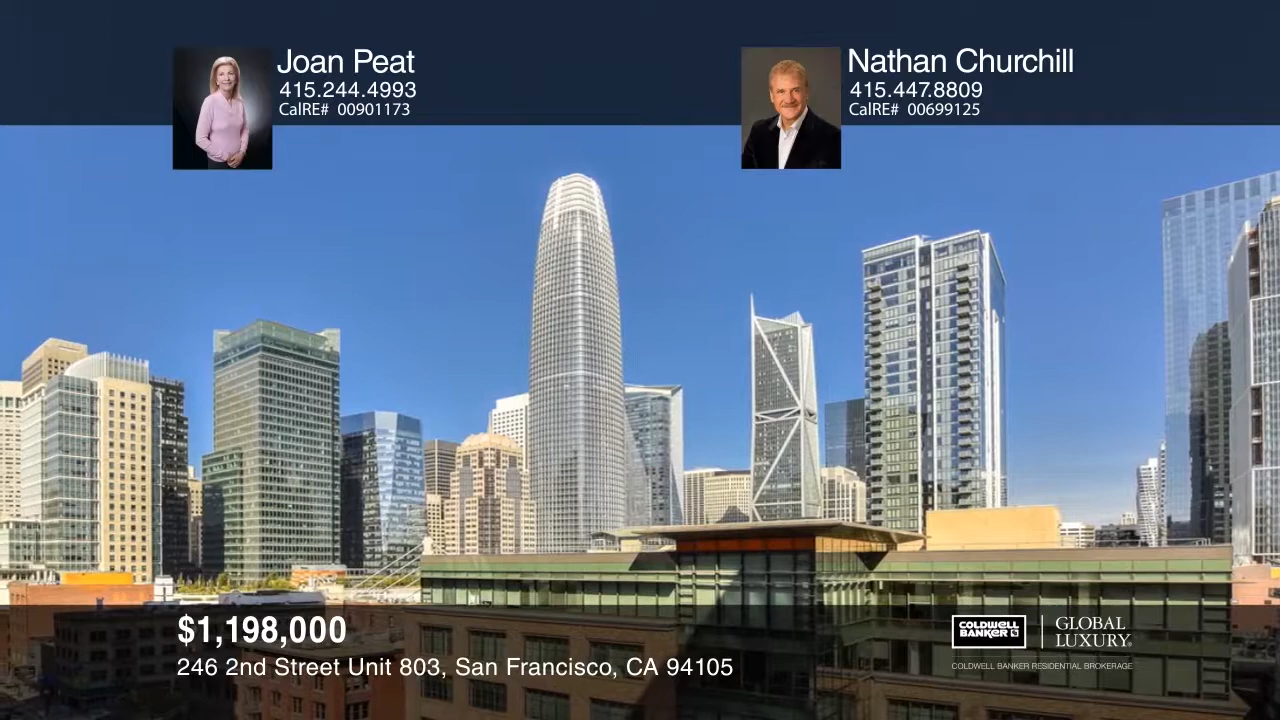 Joan Peat
415.244.4993
CalRE# 00901173
Nathan Churchill
415.447.8809
CalRE# 00699125
$1,198,000
246 2nd Street Unit 803, San Francisco, CA 94105
COLDWELL
BANKER
GLOBAL
LUXURY®
COLDWELL BANKER RESIDENTIAL BROKERAGE